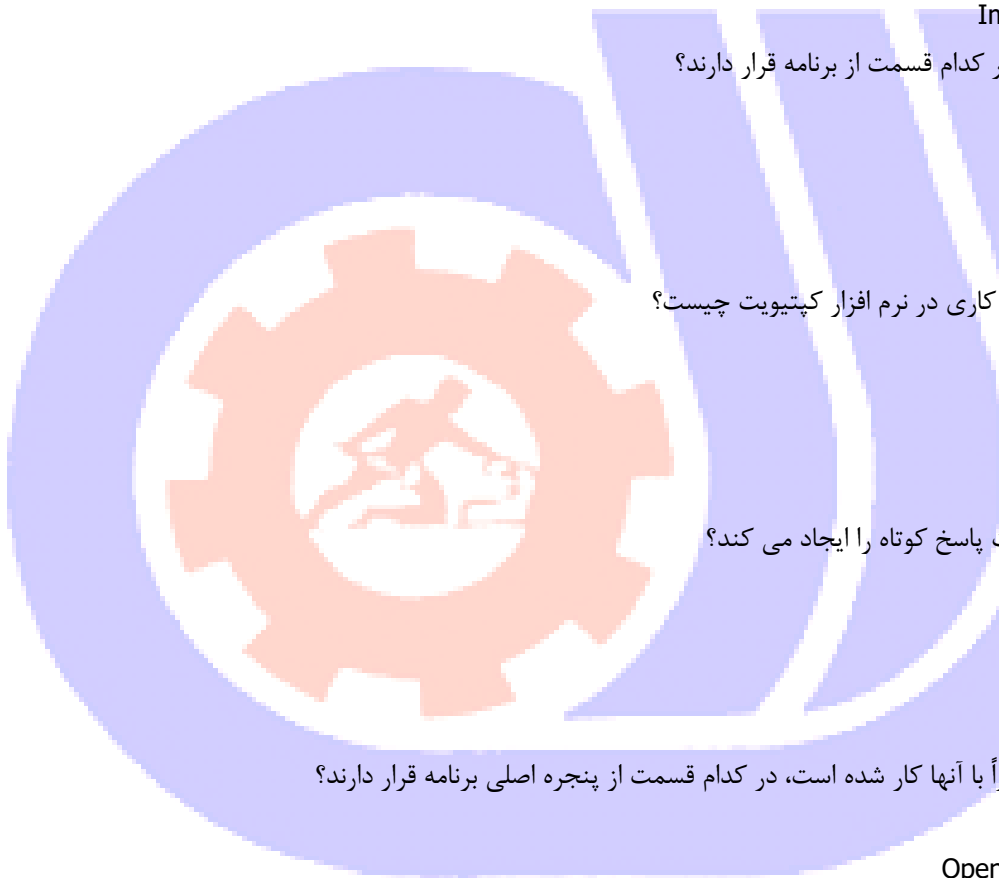 In
ر کدام قسمت از برنامه قرار دارند؟
کاری در نرم افزار کپتیویت چیست؟
پاسخ کوتاه را ایجاد می کند؟
با آنها کار شده است، در کدام قسمت از پنجره اصلی برنامه قرار دارند؟
Open